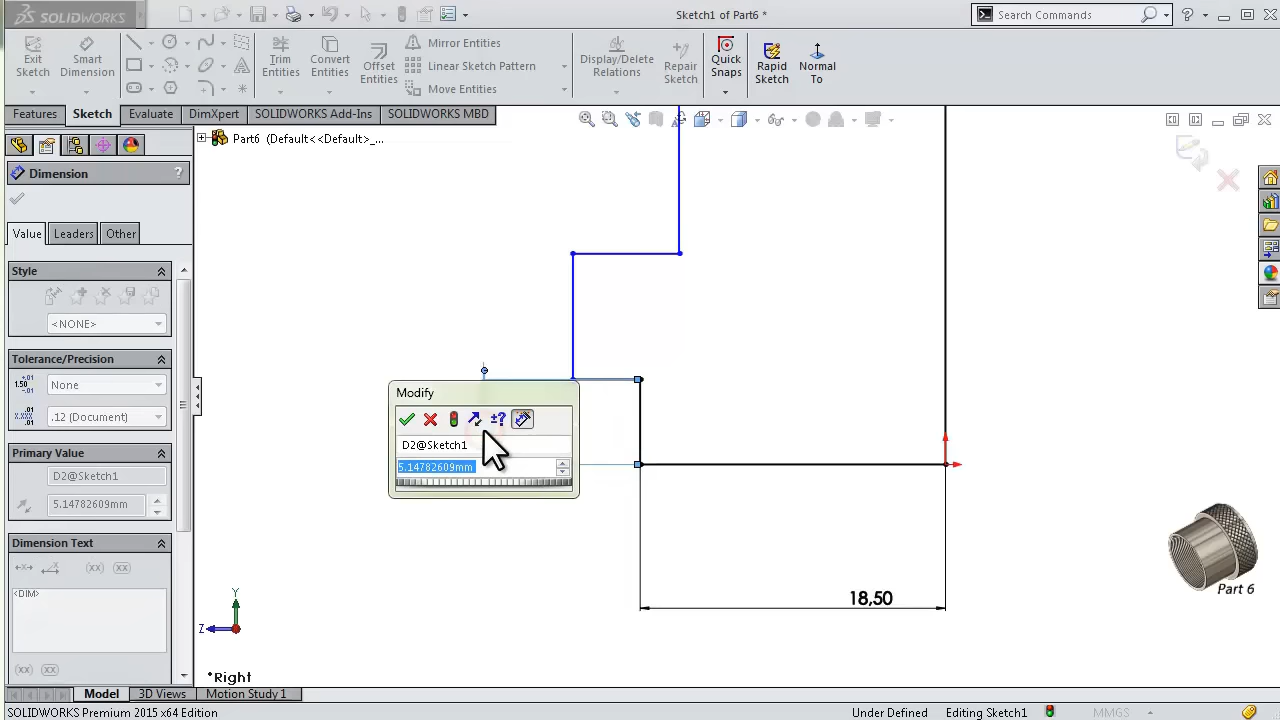 SOLIDWORKS
Sketch1 of Part6 *
Search Commands
Exit Sketch
Smart Dimension
Trim Entities
Convert Entities
Offset Entities
Mirror Entities
Linear Sketch Pattern
Move Entities
Display/Delete Relations
Repair Sketch
Quick Snaps
Rapid Sketch
Normal To
Features
Sketch
Evaluate
DimXpert
SOLIDWORKS Add-Ins
SOLIDWORKS MBD
Part6 (Default<<Default>_...
Dimension
?
Value
Leaders
Other
Style
<NONE>
Tolerance/Precision
None
.12 (Document)
Primary Value
D2@Sketch1
5.14782609mm
Dimension Text
<DIM>
Modify
D2@Sketch1
5.14782609mm
18,50
Part 6
Y
Z
*Right
Model
3D Views
Motion Study 1
SOLIDWORKS Premium 2015 x64 Edition
Under Defined
Editing Sketch1
MMGS